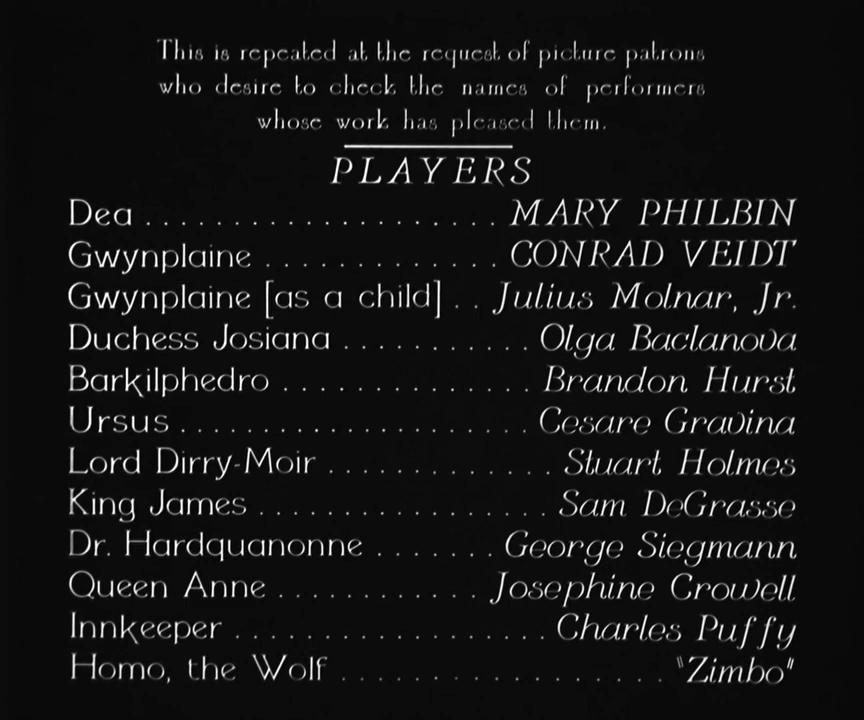 This is repeated at the request of picture patrons
who desire to check the names of performers
whose work has pleased them.
PLAYERS
Dea . . . . . . . . . . . . . . . . . . . . MARY PHILBIN
Gwynplaine . . . . . . . . . . . . . CONRAD VEIDT
Gwynplaine [as a child] . . Julius Molnar, Jr.
Duchess Josiana . . . . . . . . . . . Olga Baclanova
Barkilphedro . . . . . . . . . . . . . . Brandon Hurst
Ursus . . . . . . . . . . . . . . . . . . . . Cesare Gravina
Lord Dirry-Moir . . . . . . . . . . . . . Stuart Holmes
King James . . . . . . . . . . . . . . . . Sam DeGrasse
Dr. Hardquanonne . . . . . . . George Siegmann
Queen Anne . . . . . . . . . . . . Josephine Crowell
Innkeeper . . . . . . . . . . . . . . . . . . Charles Puffy
Homo, the Wolf . . . . . . . . . . . . . . . . . . "Zimbo"